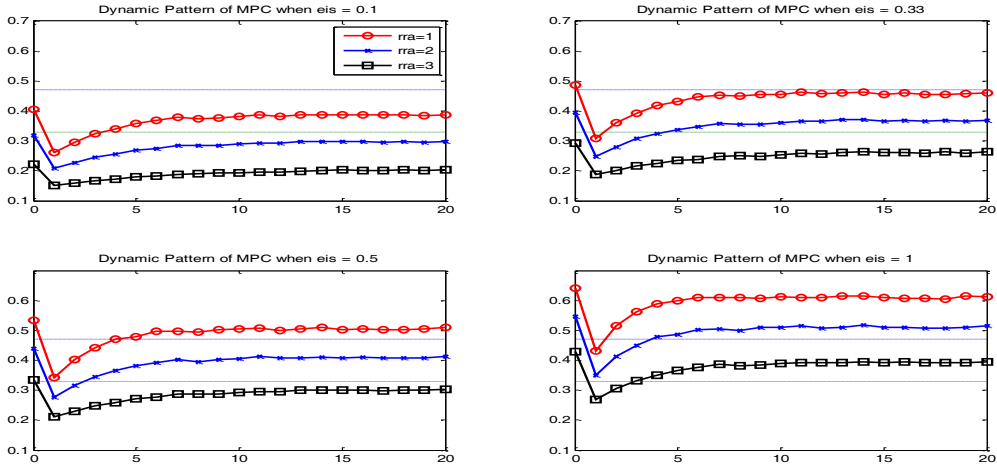 Dynamic Pattern of MPC when eis = 0.1
0.7
0.6
0.5
0.4
0.3
0.2
0.1
0 5 10 15 20
rra=1
rra=2
rra=3
Dynamic Pattern of MPC when eis = 0.33
0.7
0.6
0.5
0.4
0.3
0.2
0.1
0 5 10 15 20
Dynamic Pattern of MPC when eis = 0.5
0.6
0.5
0.4
0.3
0.2
0.1
0 5 10 15 20
Dynamic Pattern of MPC when eis = 1
0.6
0.5
0.4
0.3
0.2
0.1
0 5 10 15 20